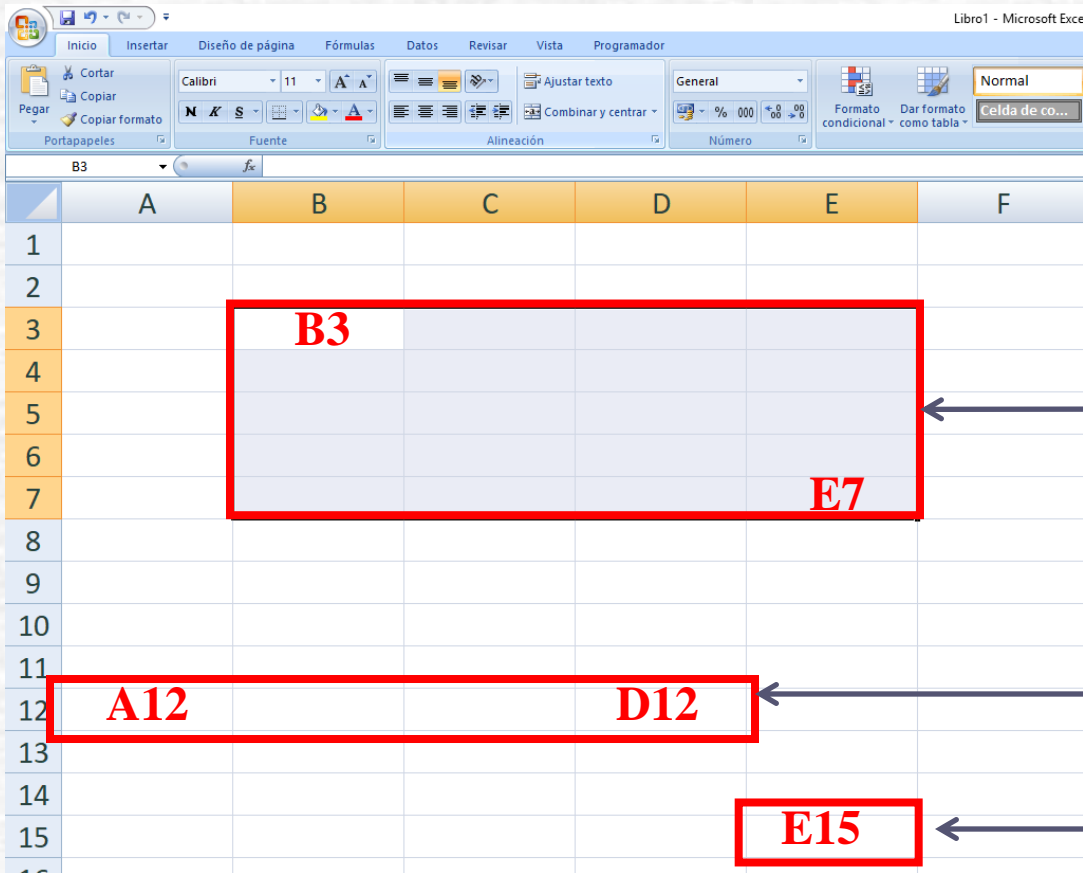 Libro1 - Microsoft Exce
Inicio Insertar Diseño de página Fórmulas Datos Revisar Vista Programador
Pegar
Cortar
Copiar
Copiar formato
Portapapeles
Calibri 11 A A
N K S A
Fuente
Ajustar texto
Combinar y centrar
Alineación
General
% 000
Número
Formato condicional
Dar formato como tabla
Normal
Celda de co...
B3 fx
A B C D E F
1
2
3 B3
4
5
6
7 E7
8
9
10
11
12 A12 D12
13
14
15 E15